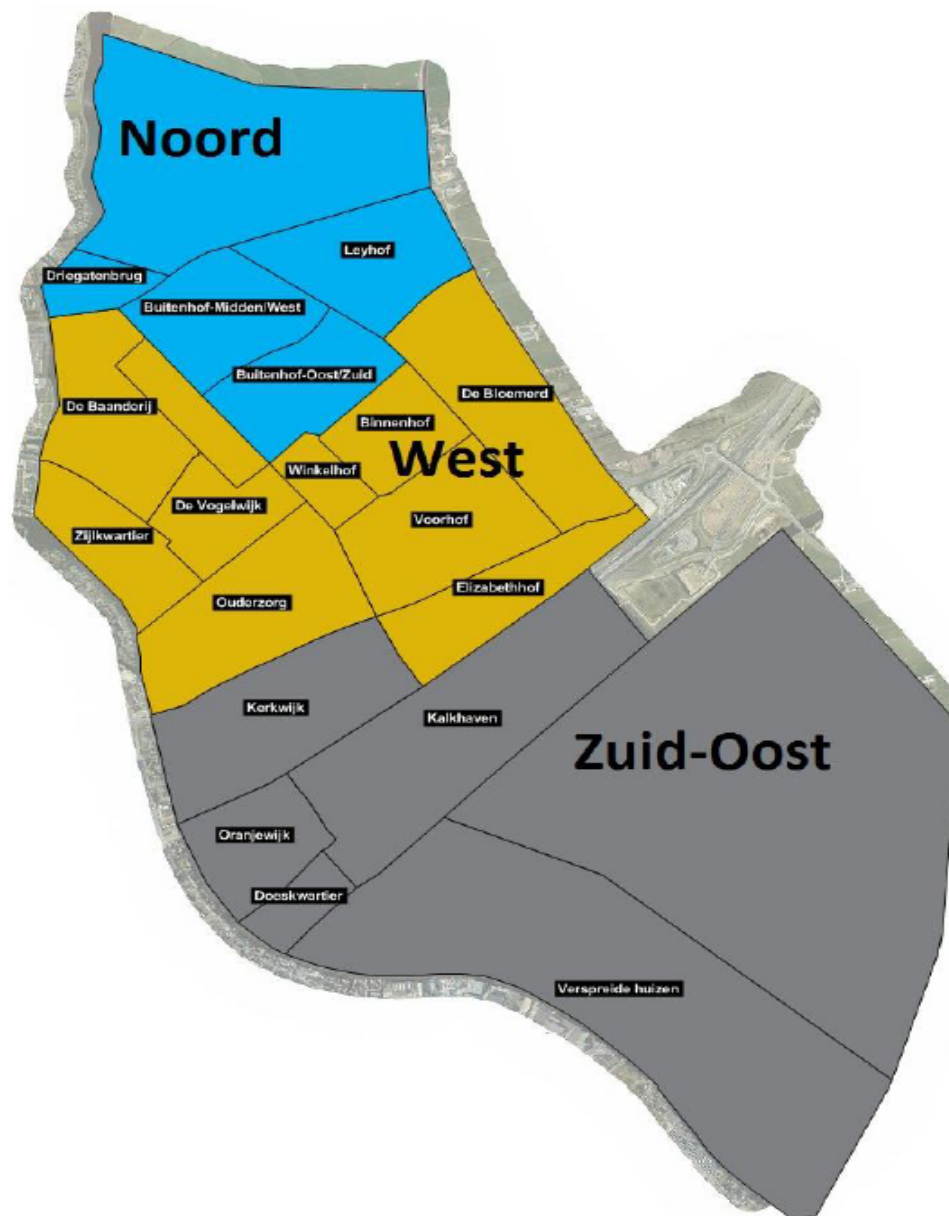 Noord
Leyhof
Driegatenbrug
Buitenhof-Midden/West
Buitenhof-Oost/Zuid
De Bloemerd
De Baanderij
Binnenhof
West
Winkelhof
De Vogelwijk
Voorhof
Zijlkwartier
Elizabethhof
Ouderzorg
Kerkwijk
Kalkhaven
Zuid-Oost
Oranjewijk
Doeskwartier
Verspreide huizen